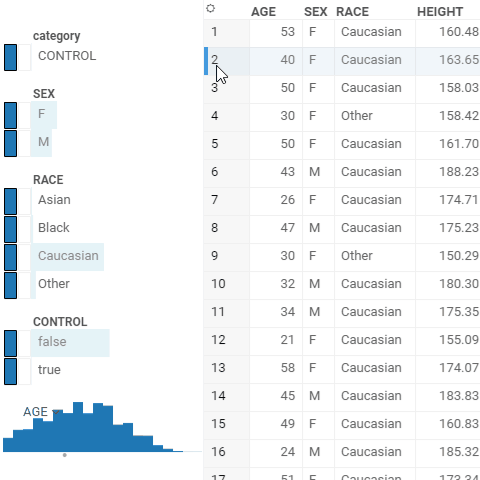 category
CONTROL
SEX
F
M
RACE
Asian
Black
Caucasian
Other
CONTROL
false
true
AGE
AGE SEX RACE HEIGHT
1 53 F Caucasian 160.48
2 40 F Caucasian 163.65
3 50 F Caucasian 158.03
4 30 F Other 158.42
5 50 F Caucasian 161.70
6 43 M Caucasian 188.23
7 26 F Caucasian 174.71
8 47 M Caucasian 175.23
9 30 F Other 150.29
10 32 M Caucasian 180.30
11 34 M Caucasian 175.35
12 21 F Caucasian 155.09
13 58 F Caucasian 174.07
14 45 M Caucasian 183.83
15 49 F Caucasian 160.83
16 24 M Caucasian 185.32
17 51 F Caucasian 173.34